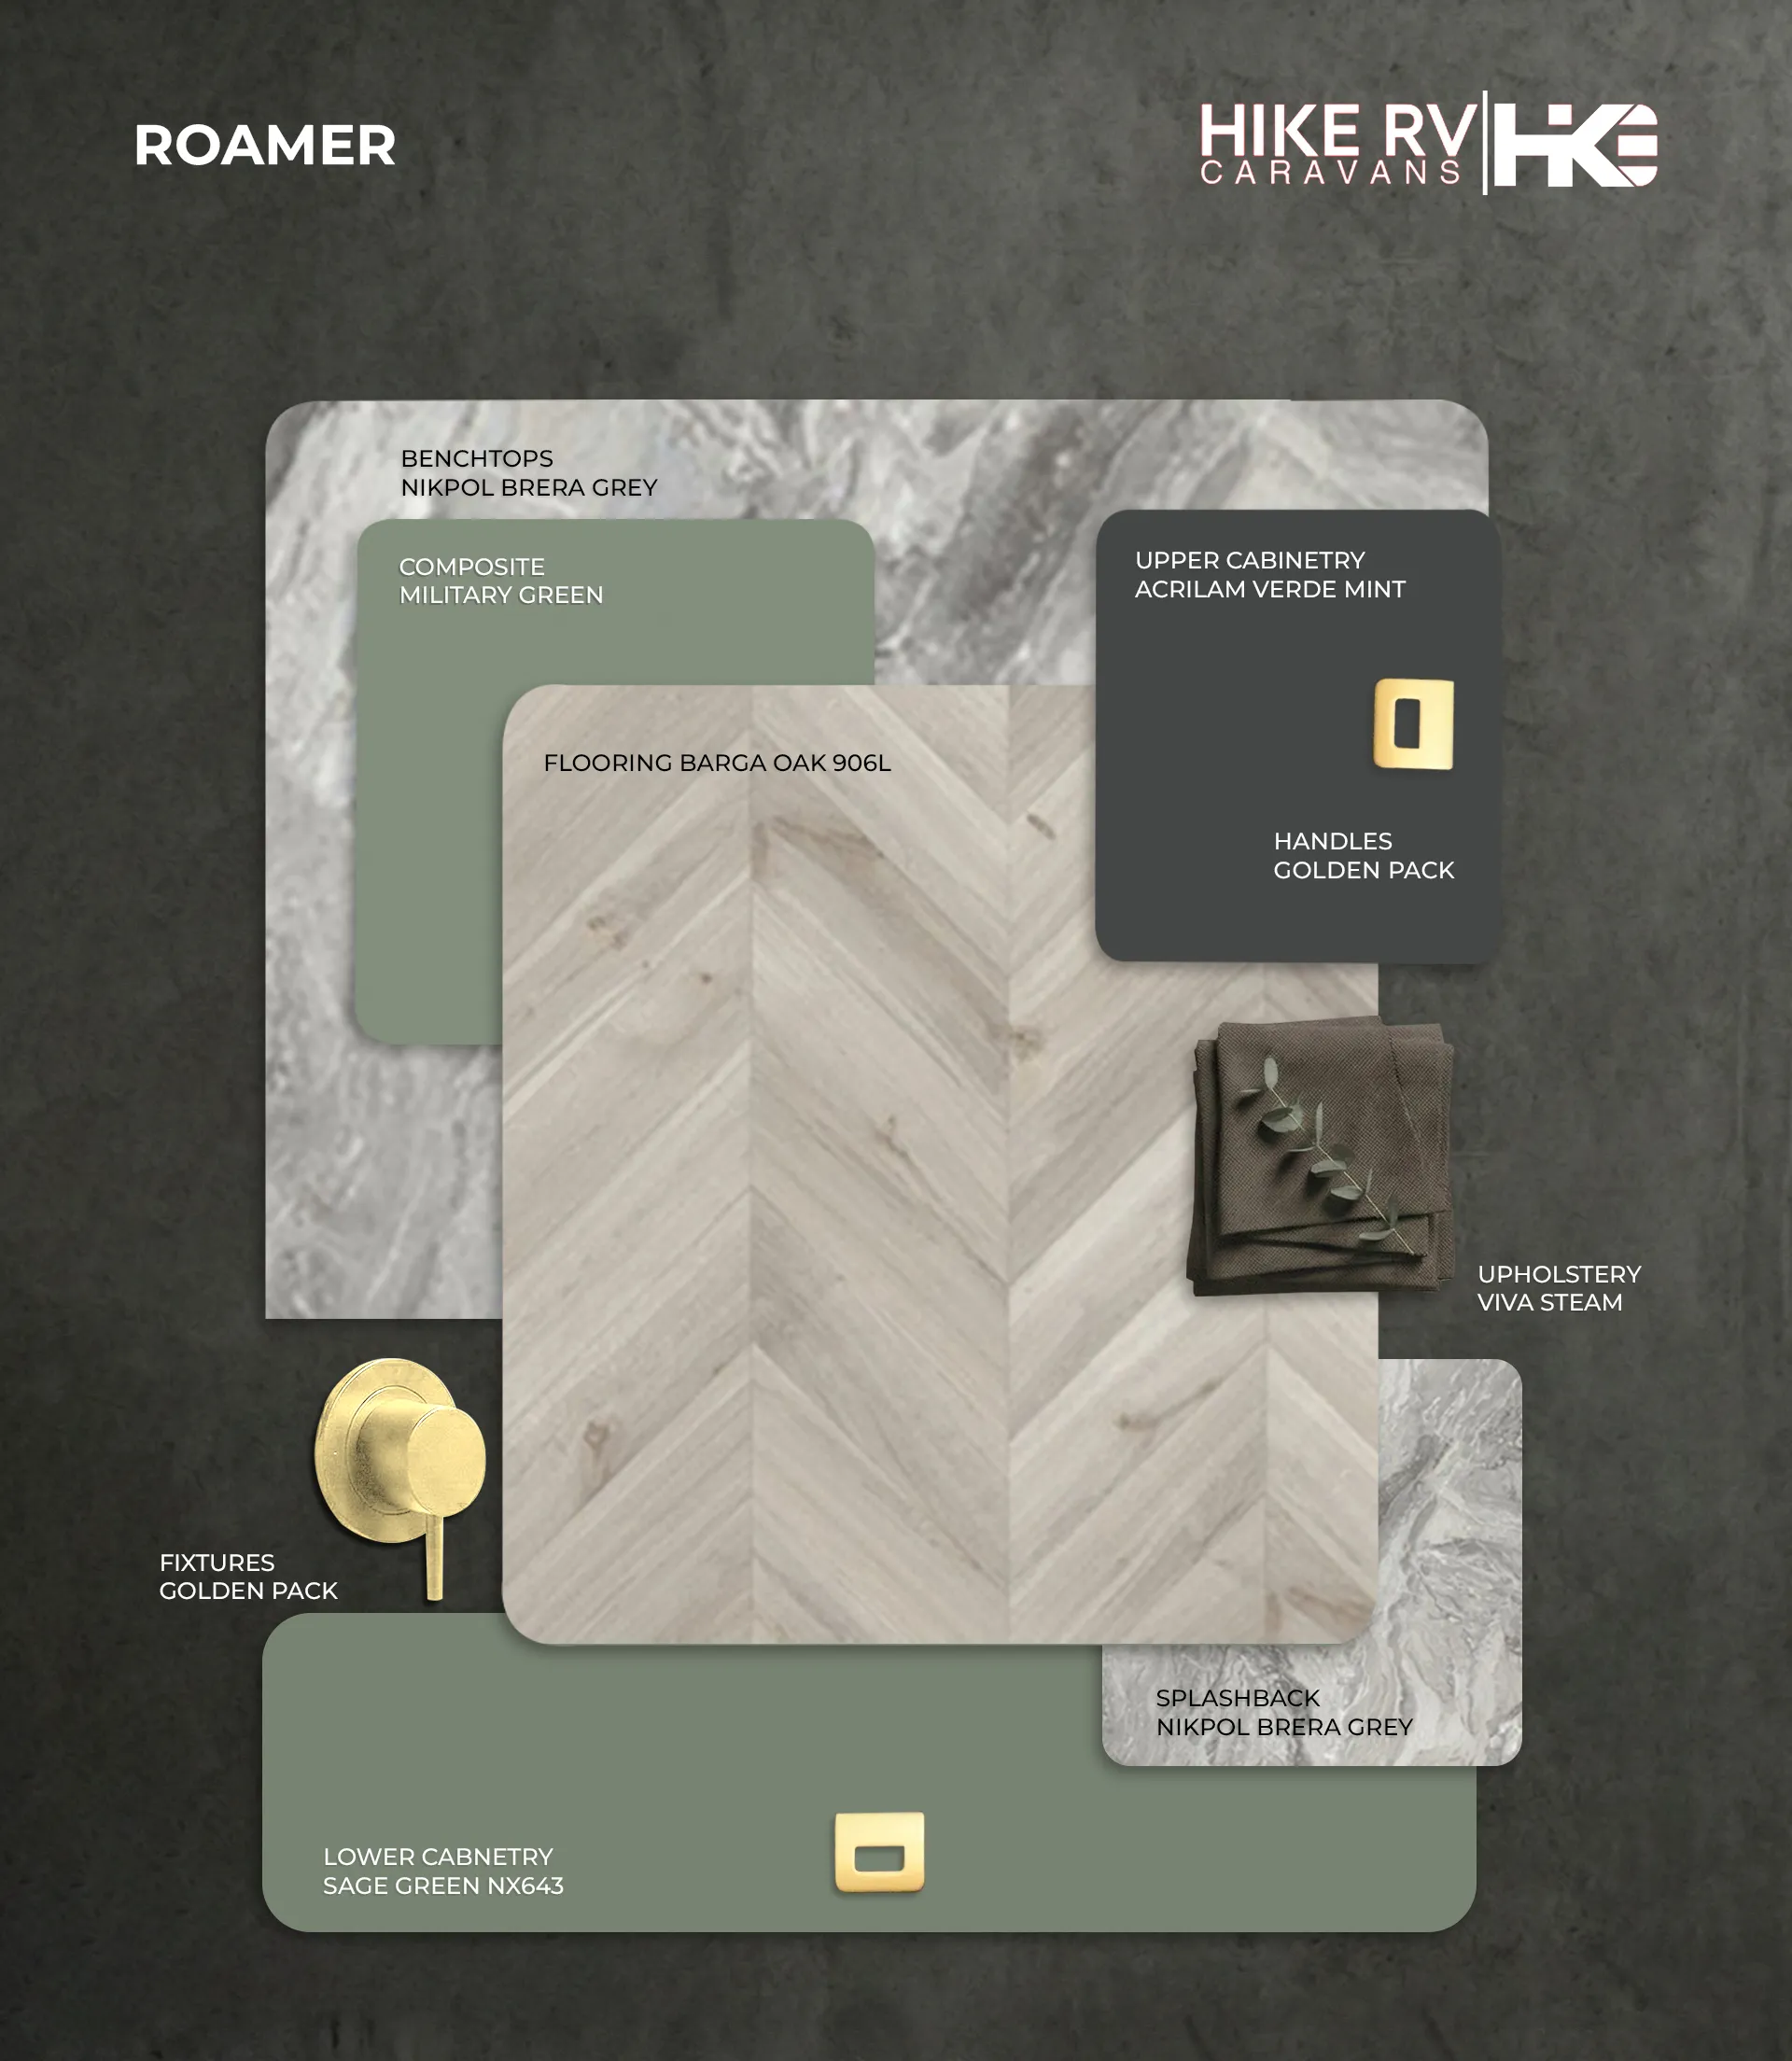 ROAMER
HIKE RV
CARAVANS
HK
BENCHTOPS
NIKPOL BRERA GREY
COMPOSITE
MILITARY GREEN
UPPER CABINETRY
ACRILAM VERDE MINT
FLOORING BARGA OAK 906L
HANDLES
GOLDEN PACK
UPHOLSTERY
VIVA STEAM
FIXTURES
GOLDEN PACK
SPLASHBACK
NIKPOL BRERA GREY
LOWER CABNETRY
SAGE GREEN NX643